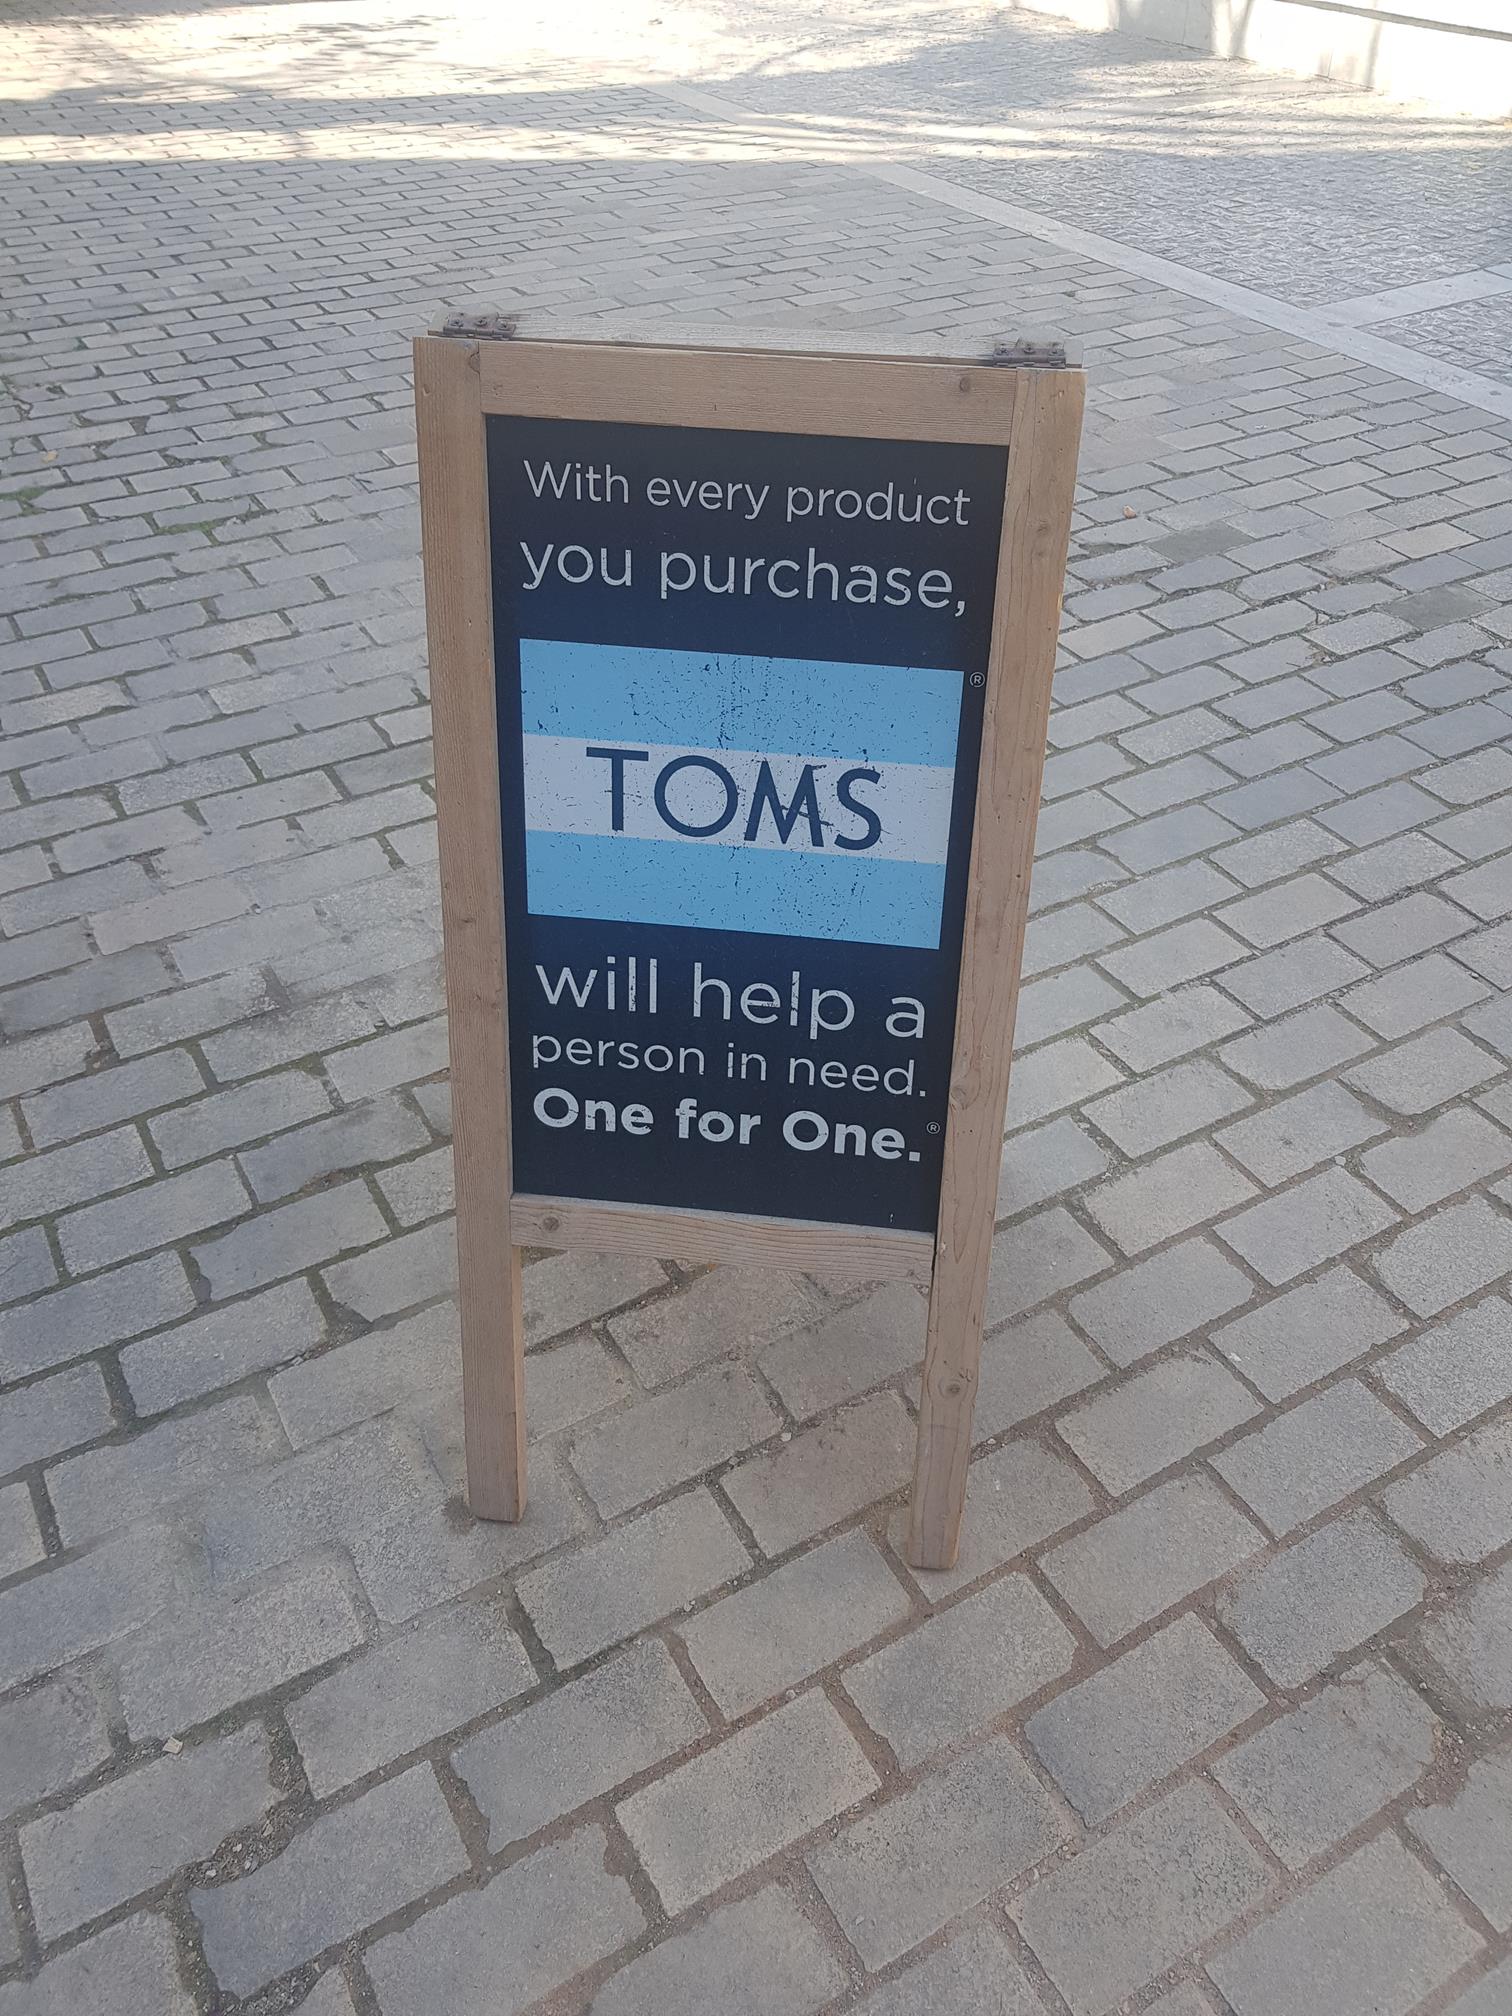 With every product
you purchase,
®
TOMS
will help a
person in need.
One for One.®